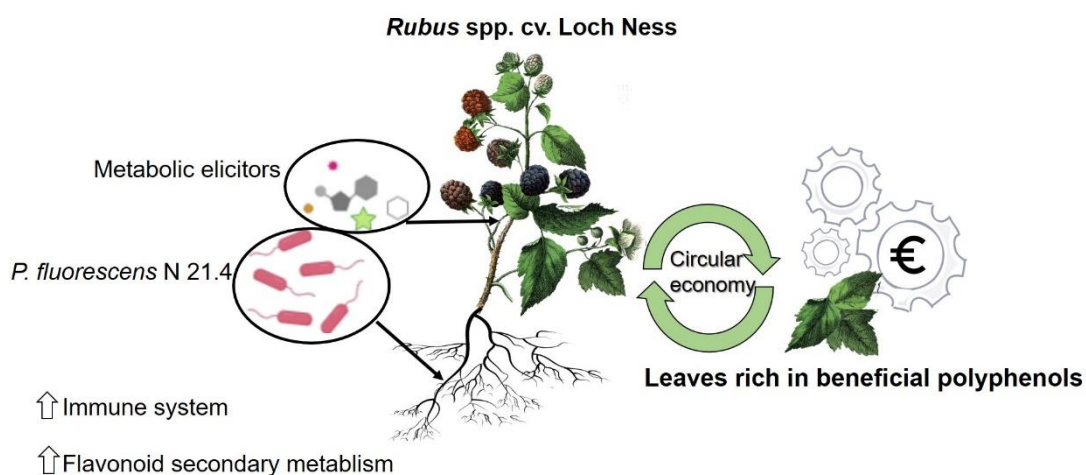 Rubus spp. cv. Loch Ness
Metabolic elicitors
P. fluorescens N 21.4
Circular
economy
€
Leaves rich in beneficial polyphenols
⇧ Immune system
⇧ Flavonoid secondary metablism